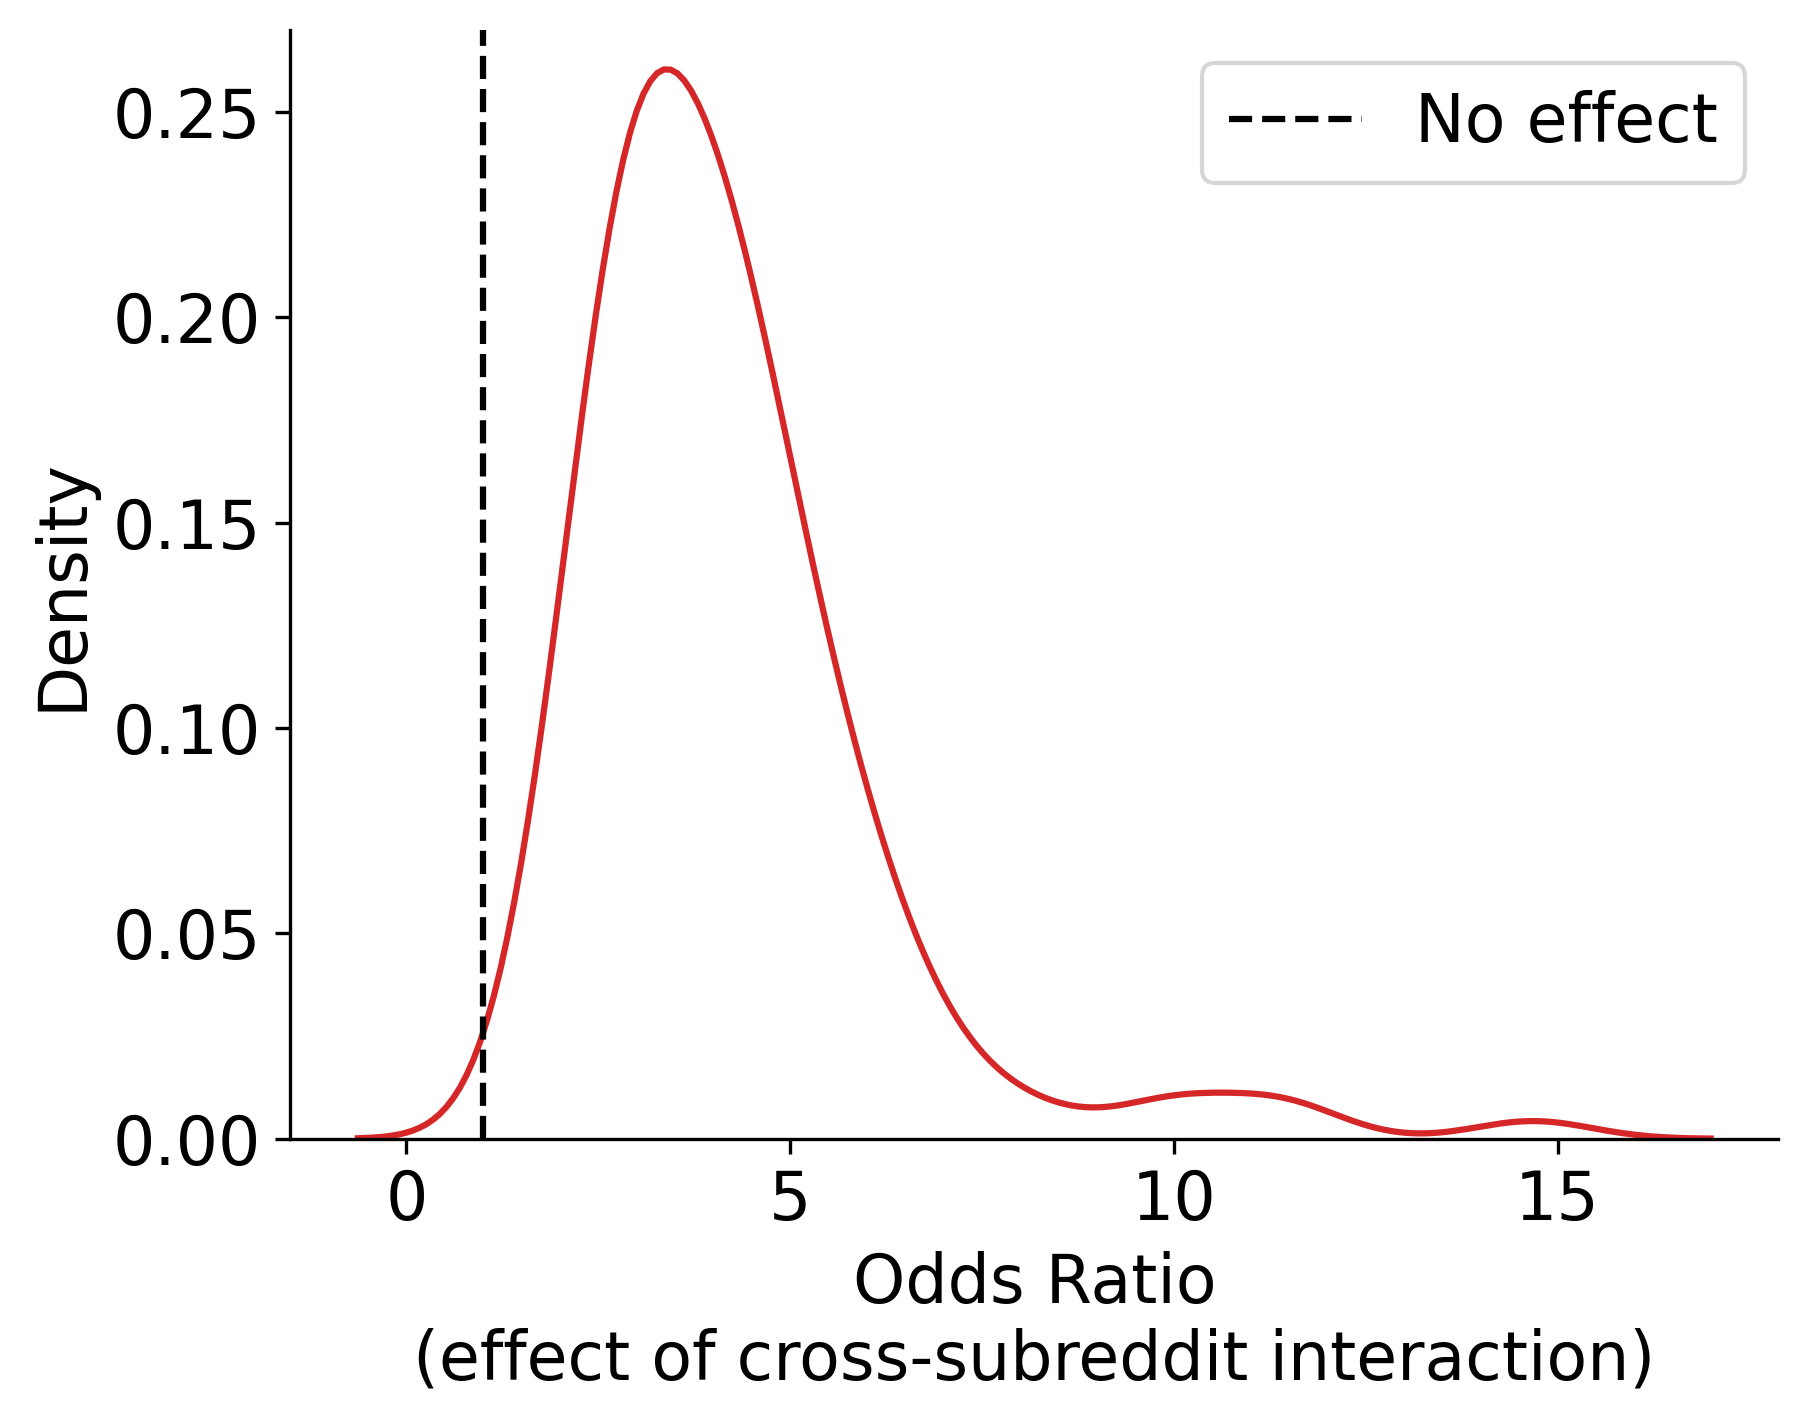 No effect
0.25
0.20
0.15
0.10
0.05
0.00
Density
0 5 10 15
Odds Ratio
(effect of cross-subreddit interaction)